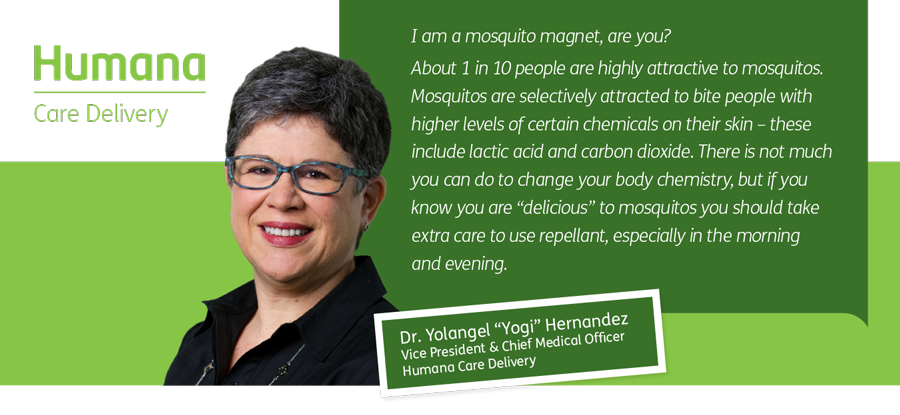 Humana
Care Delivery
I am a mosquito magnet, are you?
About 1 in 10 people are highly attractive to mosquitos.
Mosquitos are selectively attracted to bite people with
higher levels of certain chemicals on their skin – these
include lactic acid and carbon dioxide. There is not much
you can do to change your body chemistry, but if you
know you are “delicious” to mosquitos you should take
extra care to use repellant, especially in the morning
and evening.
Dr. Yolangel “Yogi” Hernandez
Vice President & Chief Medical Officer
Humana Care Delivery